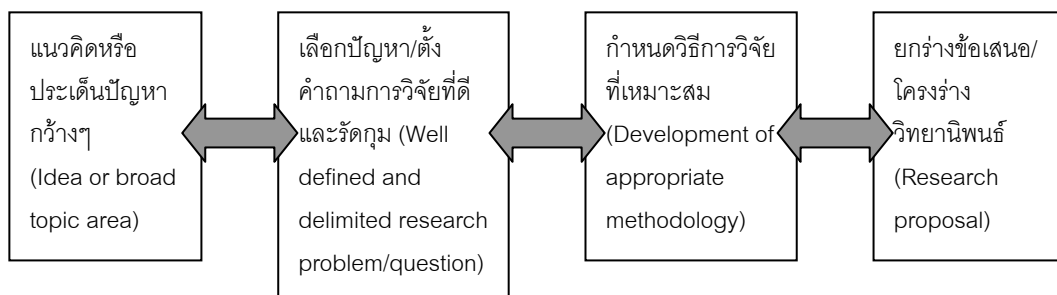 แนวคิดหรือ
ประเด็นปัญหา
กว้างๆ
(Idea or broad
topic area)
เลือกปัญหา/ตั้ง
คำถามการวิจัยที่ดี
และรัดกุม (Well
defined and
delimited research
problem/question)
กำหนดวิธีการวิจัย
ที่เหมาะสม
(Development of
appropriate
methodology)
ยกร่างข้อเสนอ/
โครงร่าง
วิทยานิพนธ์
(Research
proposal)